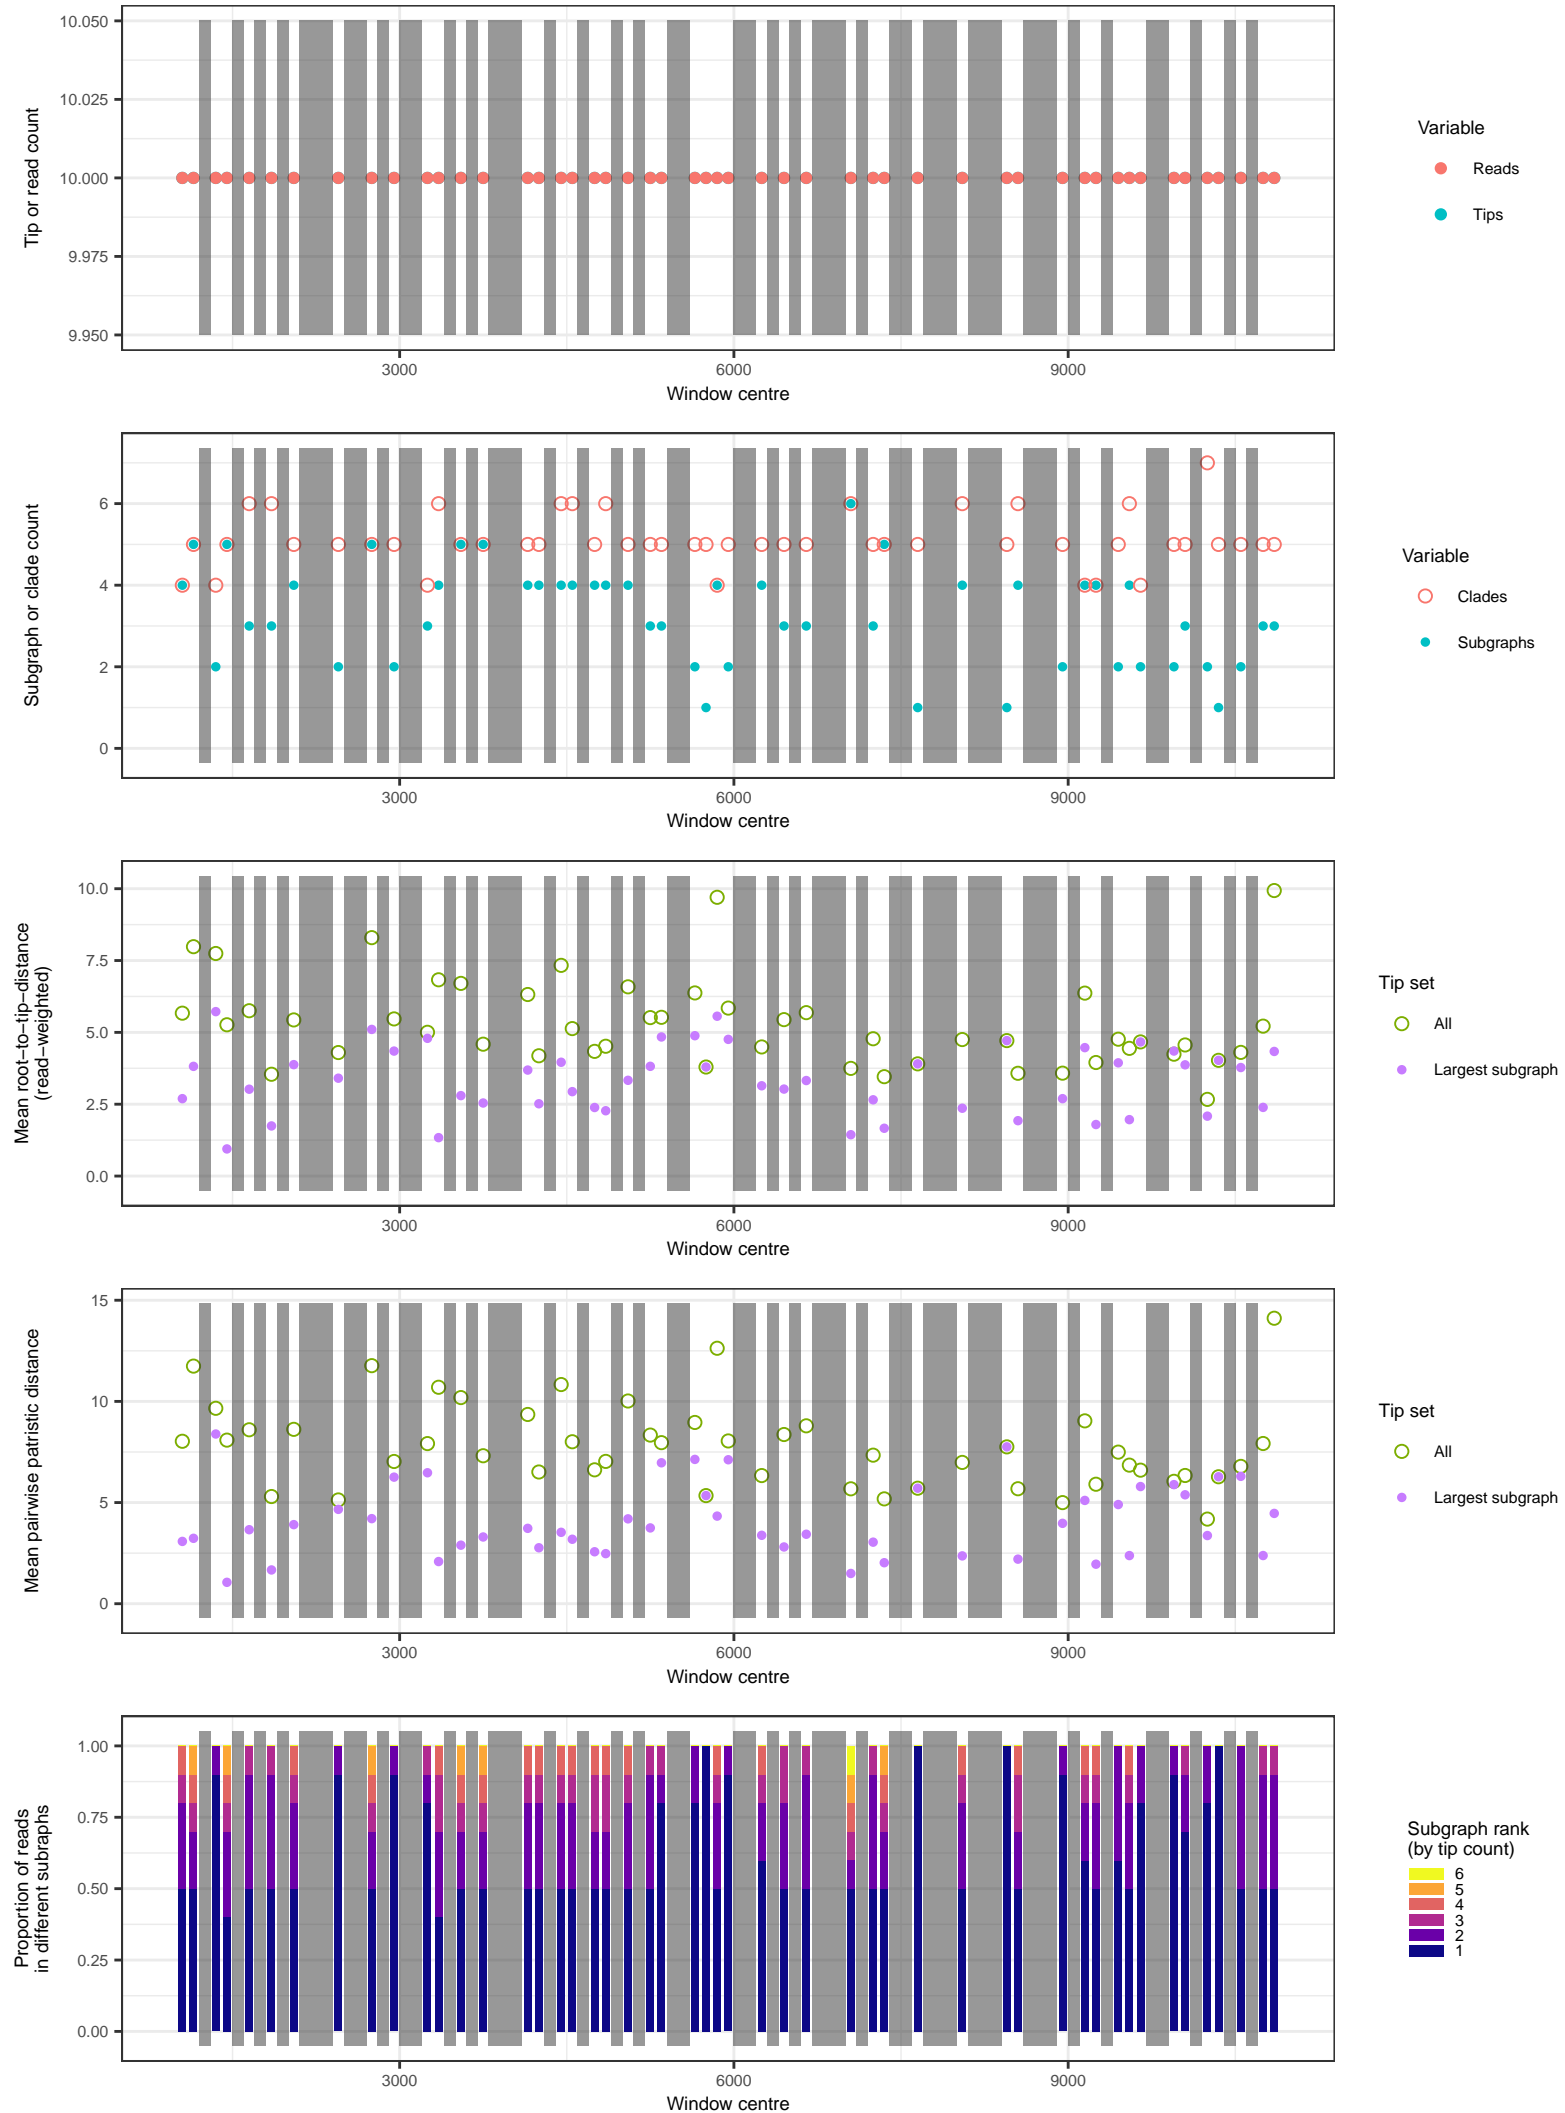 10.050
10.025
10.000
9.975
9.950
Tip or read count
3000
6000
9000
Window centre
Variable
Reads
Tips
6
4
2
0
Subgraph or clade count
3000
6000
9000
Window centre
Variable
Clades
Subgraphs
10.0
7.5
5.0
2.5
0.0
Mean root−to−tip−distance
(read−weighted)
3000
6000
9000
Window centre
Tip set
All
Largest subgraph
15
10
5
0
Mean pairwise patristic distance
3000
6000
9000
Window centre
Tip set
All
Largest subgraph
1.00
0.75
0.50
0.25
0.00
Proportion of reads
in different subraphs
3000
6000
9000
Window centre
Subgraph rank
(by tip count)
6
5
4
3
2
1